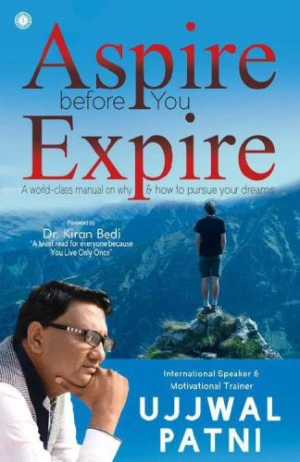 Aspire
before You
Expire
A world-class manual on why & how to pursue your dreams
Foreword by
Dr. Kiran Bedi
"A must read for everyone because
You Live Only Once"
International Speaker &
Motivational Trainer
UJJWAL
PATNI